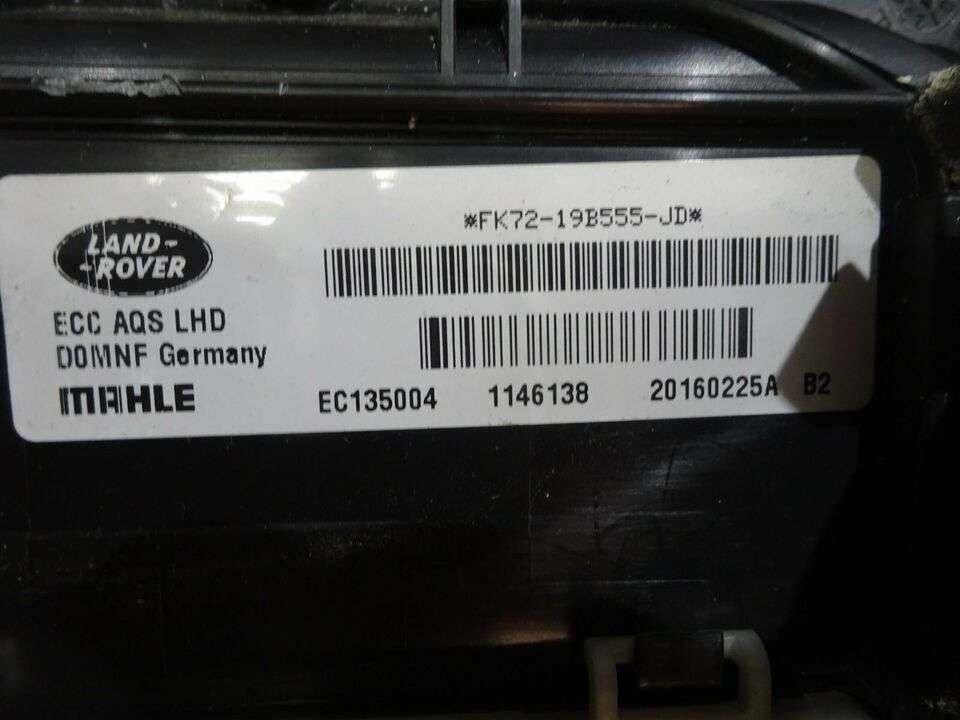 *FK72-19B555-JD*
LAND-
-ROVER
ECC AQS LHD
DOMNF Germany
MAHLE
EC135004 1146138 20160225A B2